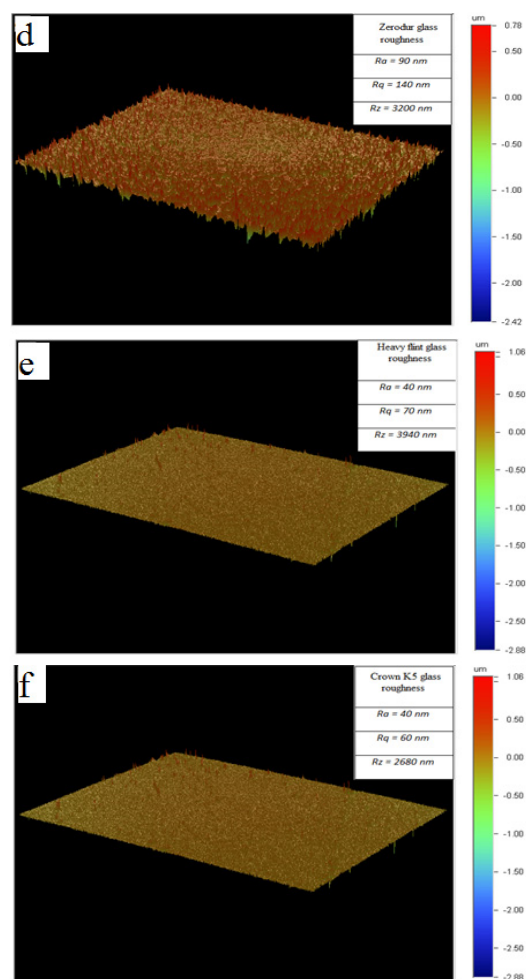 d
Zerodur glass
roughness
Ra = 90 nm
Rq = 140 nm
Rz = 3200 nm
um
0.78
0.50
0.00
-0.50
-1.00
-1.50
-2.00
-2.42
e
Heavy flint glass
roughness
Ra = 40 nm
Rq = 70 nm
Rz = 3940 nm
um
1.06
0.50
0.00
-0.50
-1.00
-1.50
-2.00
-2.50
-2.88
f
Crown K5 glass
roughness
Ra = 40 nm
Rq = 60 nm
Rz = 2680 nm
um
1.06
0.50
0.00
-0.50
-1.00
-1.50
-2.00
-2.50
-2.88